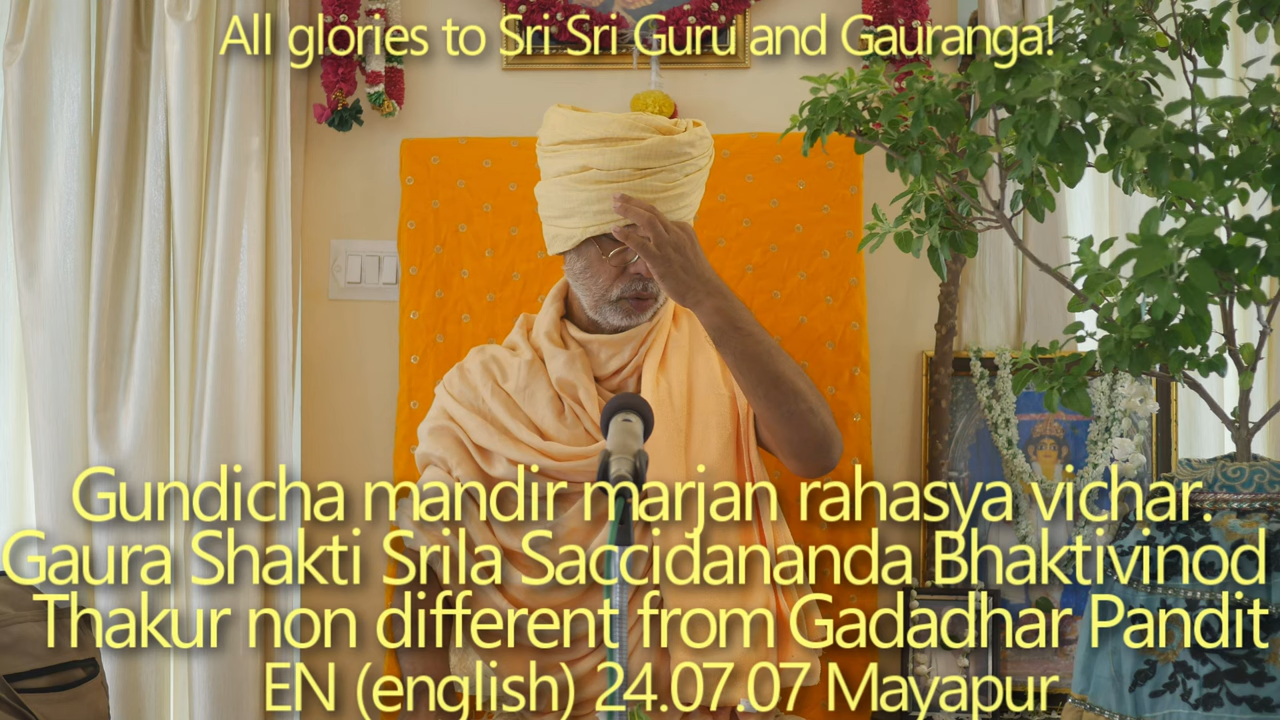 All glories to Sri Sri Guru and Gauranga!
Gundicha mandir marjan rahasya vichar.
Gaura Shakti Srila Saccidananda Bhaktivinod
Thakur non different from Gadadhar Pandit
EN (english) 24.07.07 Mayapur